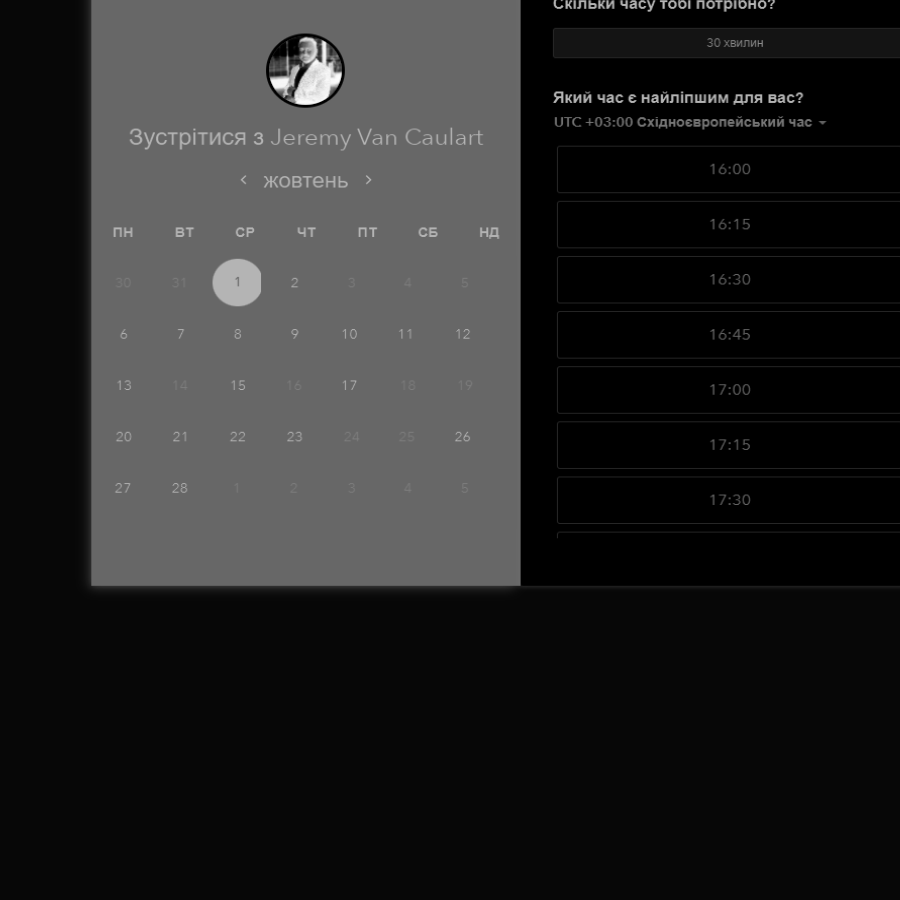 Зустрітися з Jeremy Van Caulart
жовтень
ПН ВТ СР ЧТ ПТ СБ НД
30 31 1 2 3 4 5
6 7 8 9 10 11 12
13 14 15 16 17 18 19
20 21 22 23 24 25 26
27 28 1 2 3 4 5
Скільки часу тобі потрібно?
30 хвилин
Який час є найліпшим для вас?
UTC +03:00 Східноєвропейський час
16:00
16:15
16:30
16:45
17:00
17:15
17:30